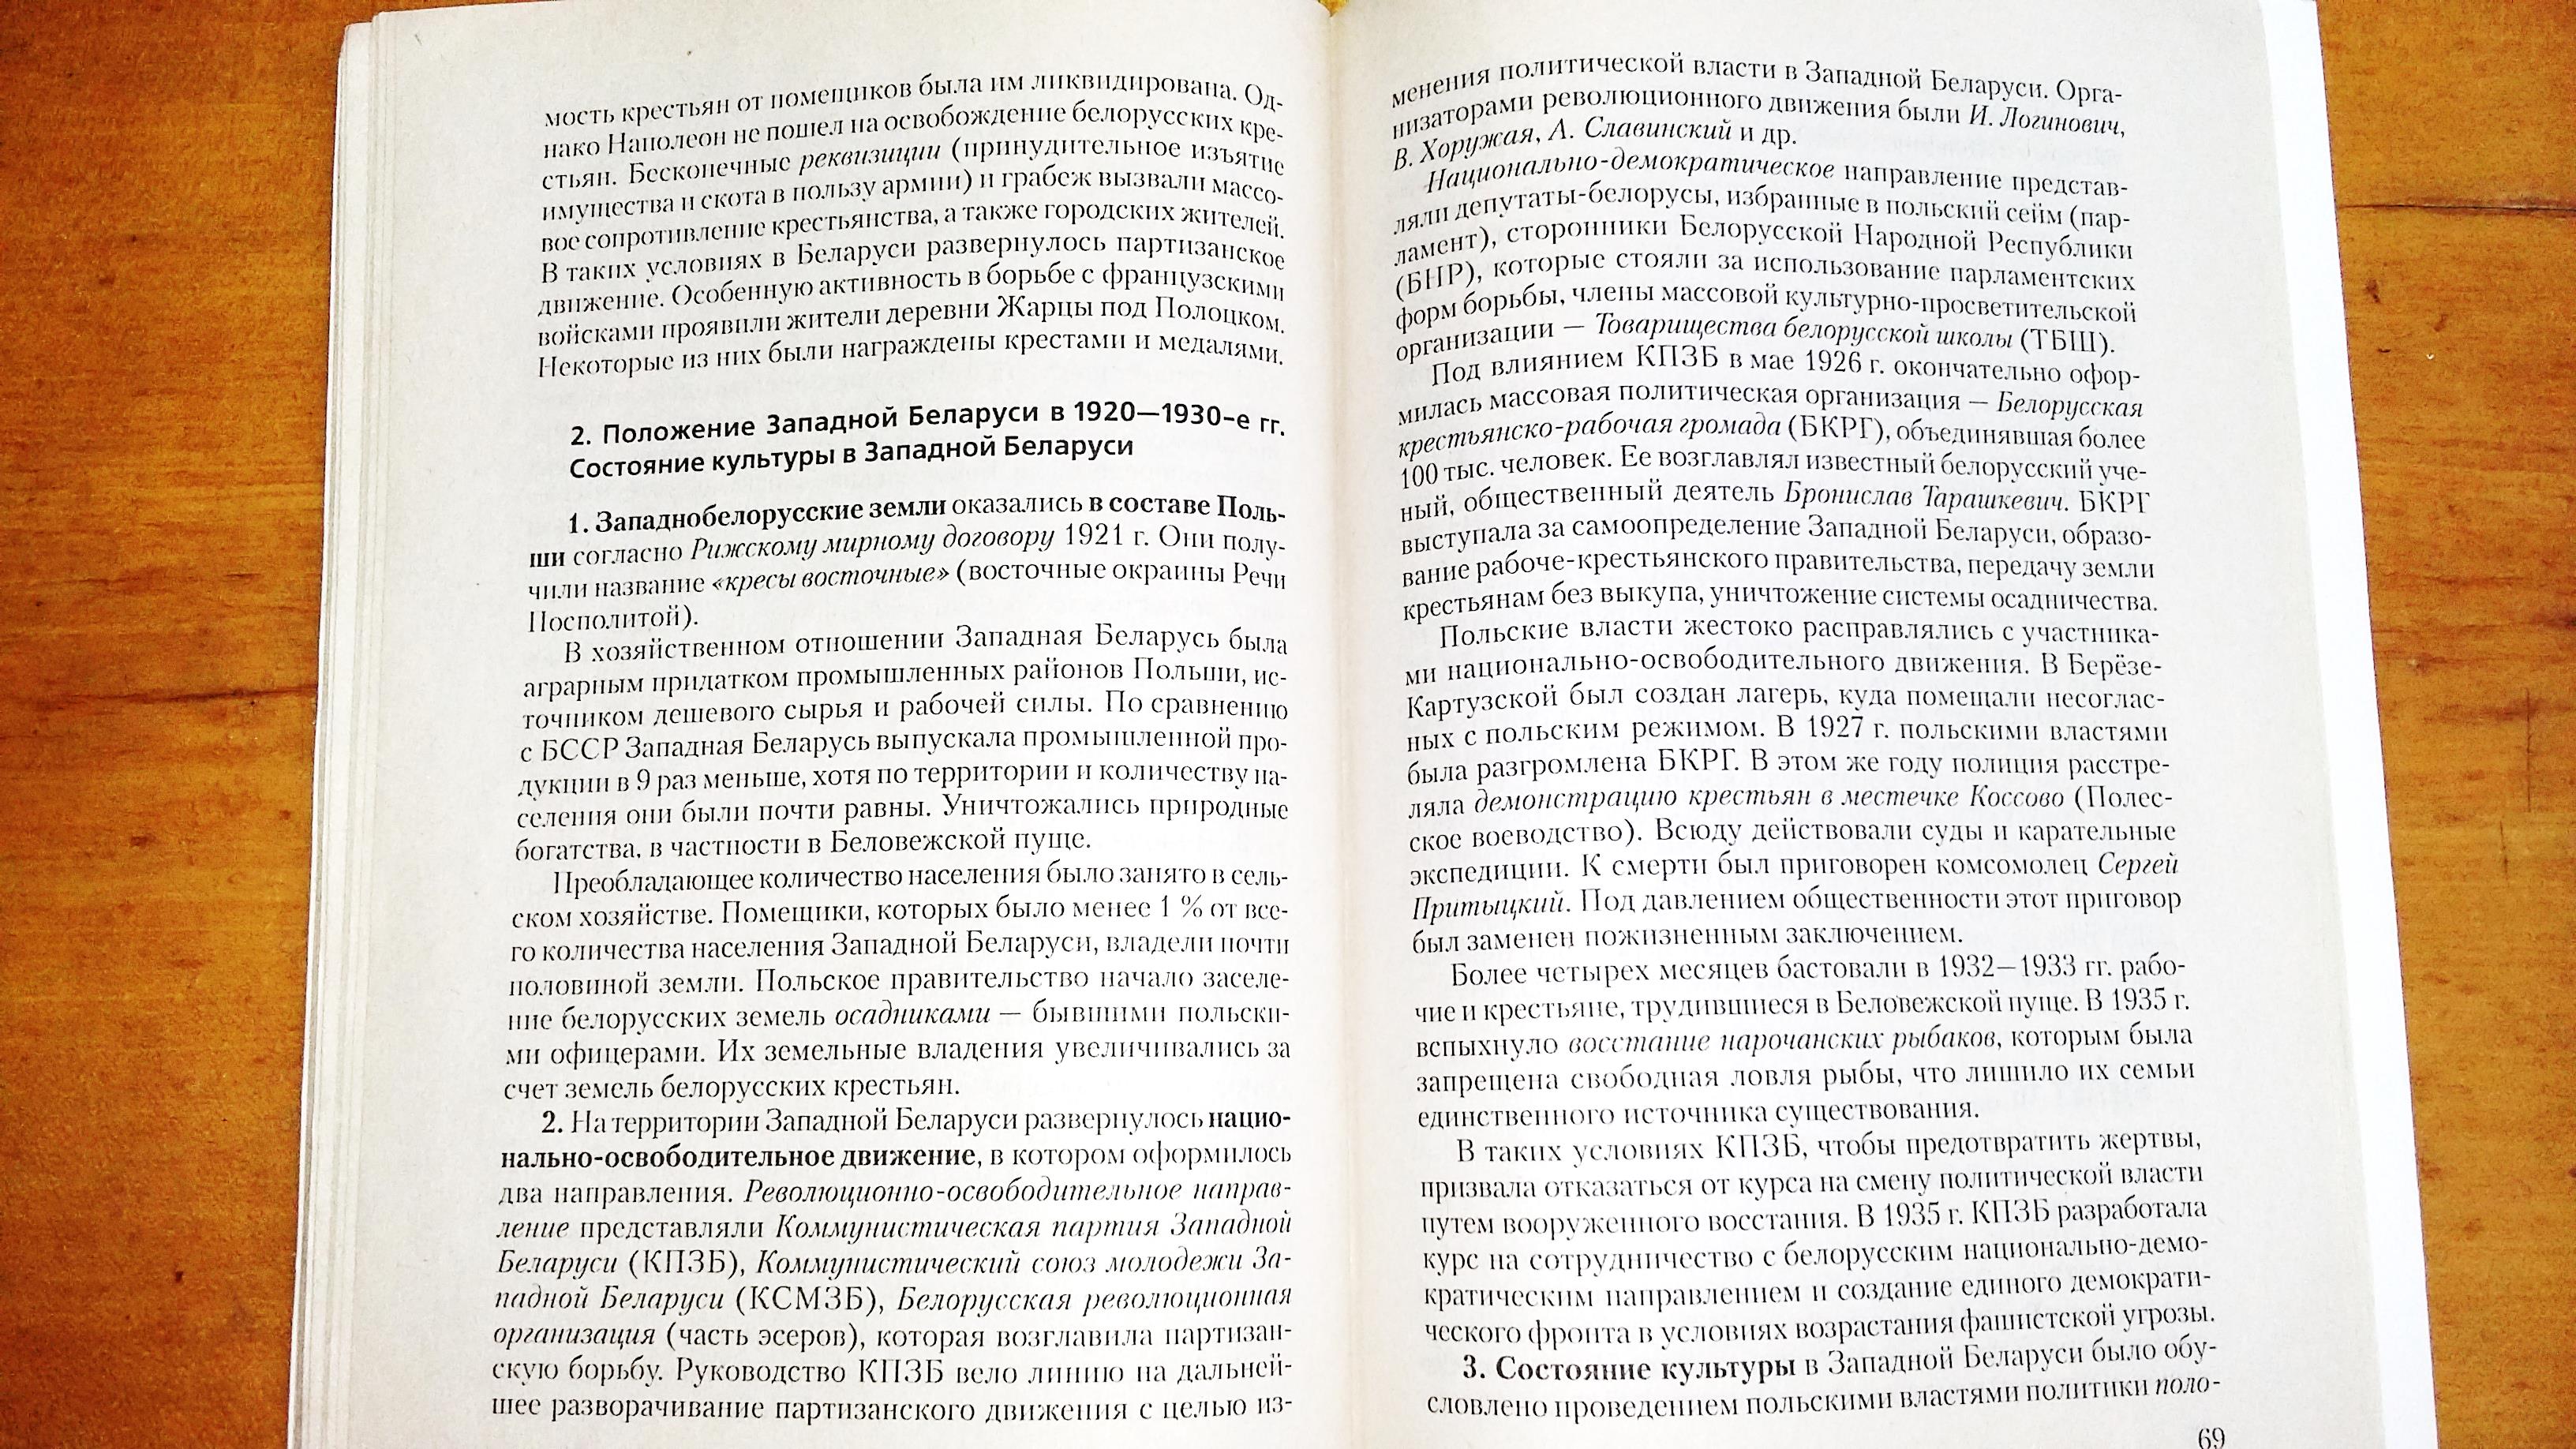 мость крестьян от помещиков была им ликвидирована. Од-
нако Наполеон не пошел на освобождение белорусских кре-
стьян. Бесконечные реквизиции (принудительное изъятие
имущества и скота в пользу армии) и грабеж вызвали массо-
вое сопротивление крестьянства, а также городских жителей.
В таких условиях в Беларуси развернулось партизанское
движение. Особенную активность в борьбе с французскими
войсками проявили жители деревни Жарцы под Полоцком.
Некоторые из них были награждены крестами и медалями.
2. Положение Западной Беларуси в 1920—1930-е гг.
Состояние культуры в Западной Беларуси
1. Западнобелорусские земли оказались в составе Поль-
ши согласно Рижскому мирному договору 1921 г. Они полу-
чили название «кресы восточные» (восточные окраины Речи
Посполитой).
В хозяйственном отношении Западная Беларусь была
аграрным придатком промышленных районов Польши, ис-
точником дешевого сырья и рабочей силы. По сравнению
с БССР Западная Беларусь выпускала промышленной про-
дукции в 9 раз меньше, хотя по территории и количеству на-
селения они были почти равны. Уничтожались природные
богатства, в частности в Беловежской пуще.
Преобладающее количество населения было занято в сель-
ском хозяйстве. Помещики, которых было менее 1 % от все-
го количества населения Западной Беларуси, владели почти
половиной земли. Польское правительство начало заселе-
ние белорусских земель осадниками — бывшими польски-
ми офицерами. Их земельные владения увеличивались за
счет земель белорусских крестьян.
2. На территории Западной Беларуси развернулось нацио-
нально-освободительное движение, в котором оформилось
два направления. Революционно-освободительное направ-
ление представляли Коммунистическая партия Западной
Беларуси (КПЗБ), Коммунистический союз молодежи За-
падной Беларуси (КСМЗБ), Белорусская революционная
организация (часть эсеров), которая возглавила партизан-
скую борьбу. Руководство КПЗБ вело линию на дальней-
шее разворачивание партизанского движения с целью из-
менения политической власти в Западной Беларуси. Орга-
низаторами революционного движения были И. Логинович,
В. Хоружая, А. Славинский и др.
Национально-демократическое направление представ-
ляли депутаты-белорусы, избранные в польский сейм (пар-
ламент), сторонники Белорусской Народной Республики
(БНР), которые стояли за использование парламентских
форм борьбы, члены массовой культурно-просветительской
организации — Товарищества белорусской школы (ТБШ).
Под влиянием КПЗБ в мае 1926 г. окончательно офор-
милась массовая политическая организация — Белорусская
крестьянско-рабочая громада (БКРГ), объединявшая более
100 тыс. человек. Ее возглавлял известный белорусский уче-
ный, общественный деятель Бронислав Тарашкевич. БКРГ
выступала за самоопределение Западной Беларуси, образо-
вание рабоче-крестьянского правительства, передачу земли
крестьянам без выкупа, уничтожение системы осадничества.
Польские власти жестоко расправлялись с участника-
ми национально-освободительного движения. В Берёзе-
Картузской был создан лагерь, куда помещали несоглас-
ных с польским режимом. В 1927 г. польскими властями
была разгромлена БКРГ. В этом же году полиция расстре-
ляла демонстрацию крестьян в местечке Коссово (Полес-
ское воеводство). Всюду действовали суды и карательные
экспедиции. К смерти был приговорен комсомолец Сергей
Притыцкий. Под давлением общественности этот приговор
был заменен пожизненным заключением.
Более четырех месяцев бастовали в 1932—1933 гг. рабо-
чие и крестьяне, трудившиеся в Беловежской пуще. В 1935 г.
вспыхнуло восстание нарочанских рыбаков, которым была
запрещена свободная ловля рыбы, что лишило их семьи
единственного источника существования.
В таких условиях КПЗБ, чтобы предотвратить жертвы,
призвала отказаться от курса на смену политической власти
путем вооруженного восстания. В 1935 г. КПЗБ разработала
курс на сотрудничество с белорусским национально-демо-
кратическим направлением и создание единого демократи-
ческого фронта в условиях возрастания фашистской угрозы.
3. Состояние культуры в Западной Беларуси было обу-
словлено проведением польскими властями политики поло-
69